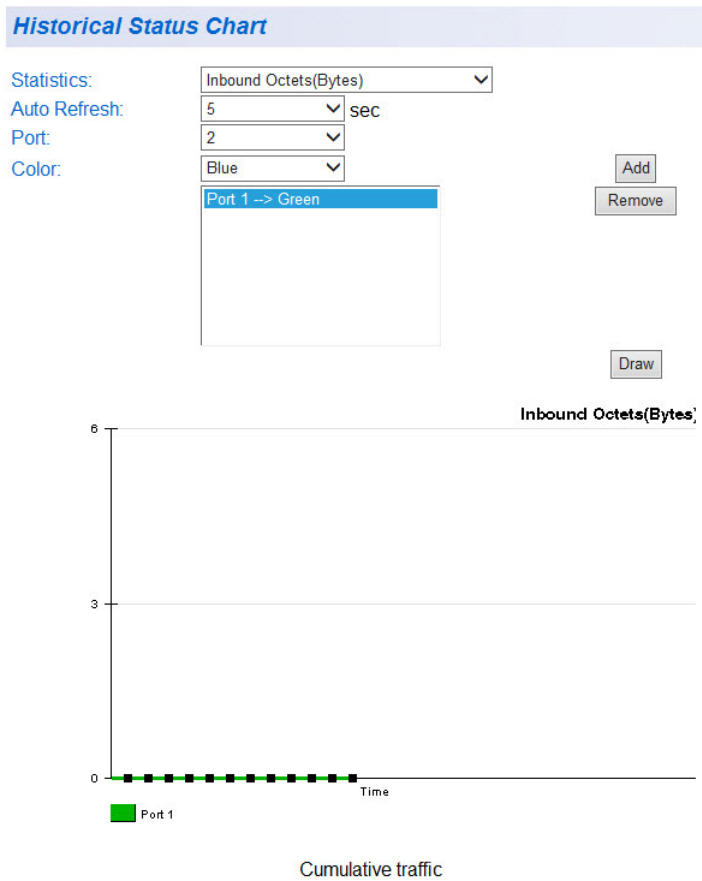 Historical Status Chart
Statistics: Inbound Octets(Bytes)
Auto Refresh: 5 sec
Port: 2
Color: Blue Add
Port 1 --> Green Remove
Draw
Inbound Octets(Bytes)
6
3
0
Time
Port 1
Cumulative traffic